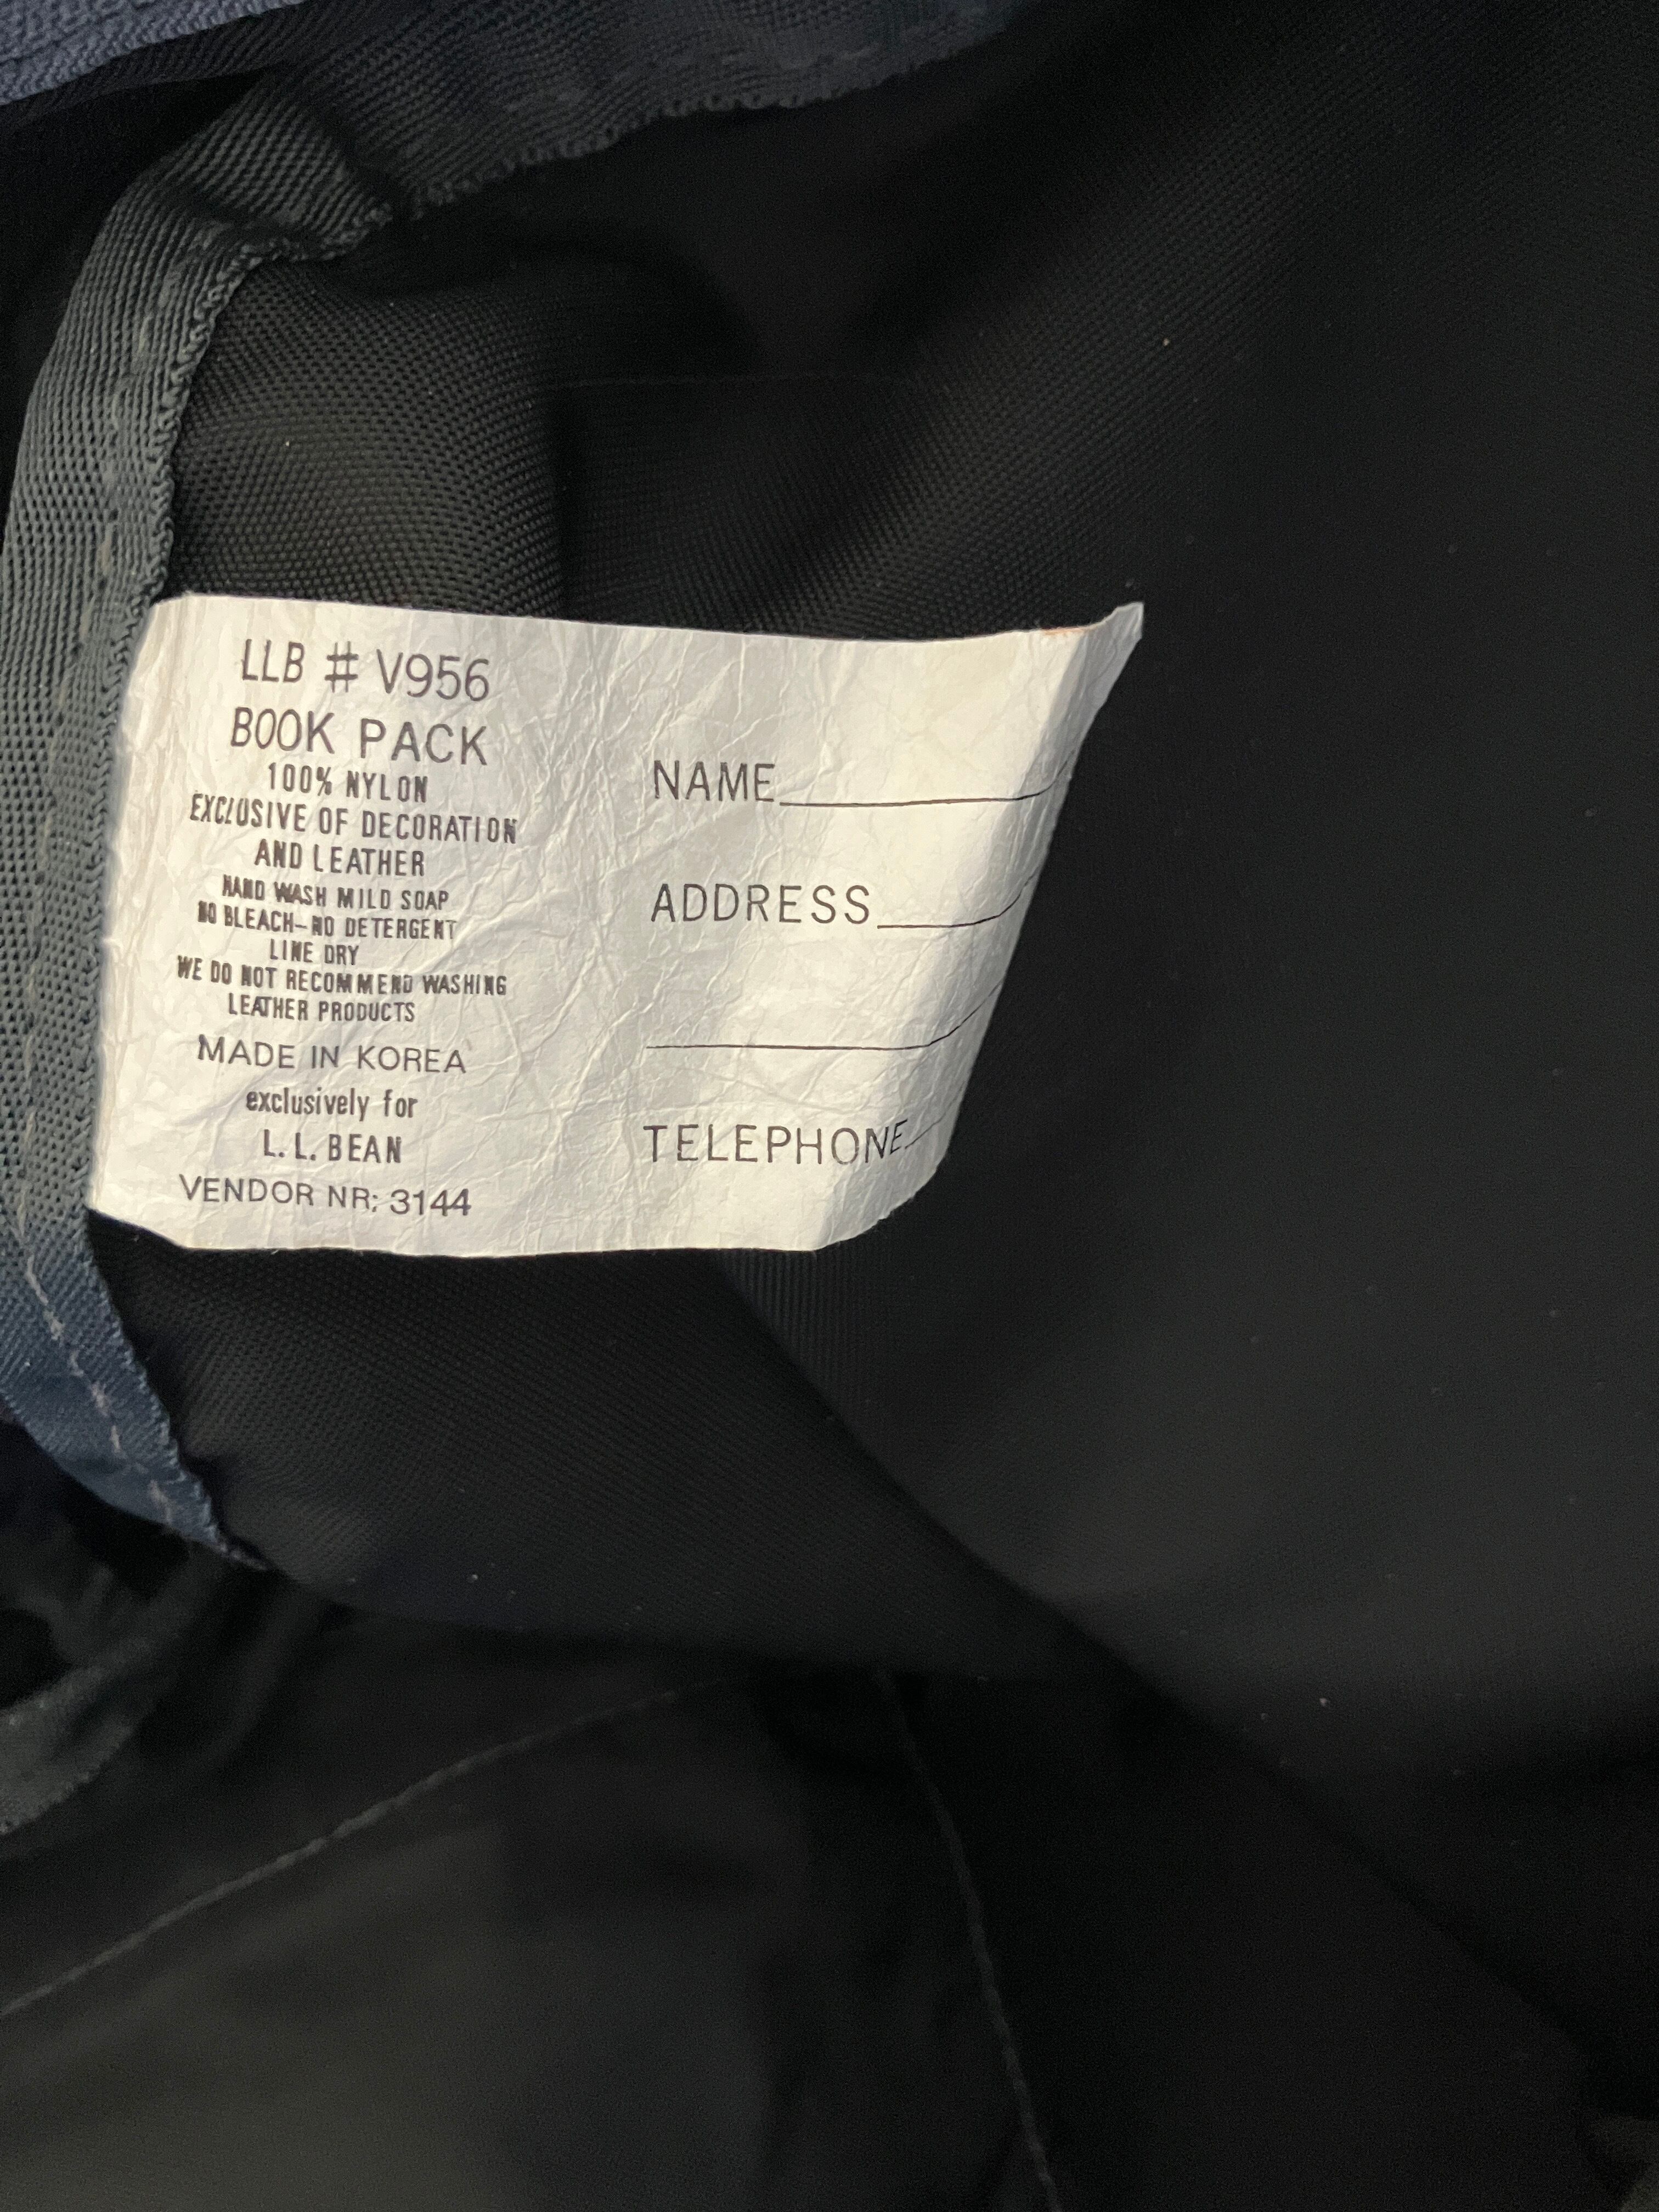 LLB # V956
BOOK PACK
100% NYLON
EXCLUSIVE OF DECORATION
AND LEATHER
HAND WASH MILD SOAP
NO BLEACH-NO DETERGENT
LINE DRY
WE DO NOT RECOMMEND WASHING
LEATHER PRODUCTS
MADE IN KOREA
exclusively for
L.L. BEAN
VENDOR NR: 3144
NAME
ADDRESS
TELEPHONE